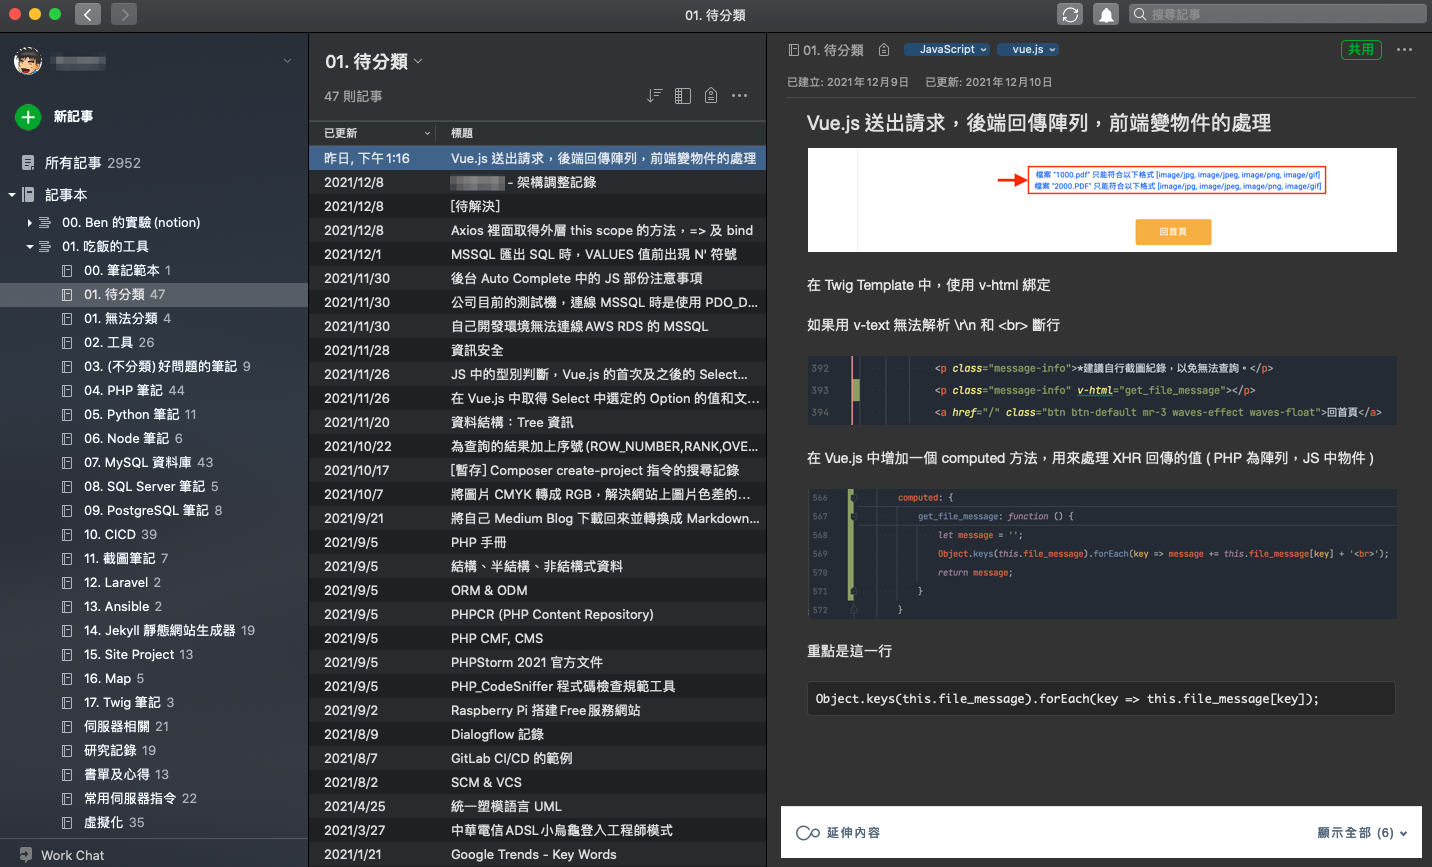 01. 待分類
搜尋記事
新記事
所有記事 2952
記事本
00. Ben 的實驗 (notion)
01. 吃飯的工具
00. 筆記範本 1
01. 待分類 47
01. 無法分類 4
02. 工具 26
03. (不分類) 好問題的筆記 9
04. PHP 筆記 44
05. Python 筆記 11
06. Node 筆記 6
07. MySQL 資料庫 43
08. SQL Server 筆記 5
09. PostgreSQL 筆記 8
10. CICD 39
11. 截圖筆記 7
12. Laravel 2
13. Ansible 2
14. Jekyll 靜態網站生成器 19
15. Site Project 13
16. Map 5
17. Twig 筆記 3
伺服器相關 21
研究記錄 19
書單及心得 13
常用伺服器指令 22
虛擬化 35
Work Chat
01. 待分類
47 則記事
已更新 標題
昨日, 下午 1:16 Vue.js 送出請求，後端回傳陣列，前端變物件的處理
2021/12/8 - 架構調整記錄
2021/12/8 [待解決]
2021/12/8 Axios 裡面取得外層 this scope 的方法，=> 及 bind
2021/12/1 MSSQL 匯出 SQL 時，VALUES 值前出現 N' 符號
2021/11/30 後台 Auto Complete 中的 JS 部份注意事項
2021/11/30 公司目前的測試機，連線 MSSQL 時是使用 PDO_D...
2021/11/30 自己開發環境無法連線AWS RDS 的 MSSQL
2021/11/28 資訊安全
2021/11/26 JS 中的型別判斷，Vue.js 的首次及之後的 Select...
2021/11/26 在 Vue.js 中取得 Select 中選定的 Option 的值和文...
2021/11/20 資料結構：Tree 資訊
2021/10/22 為查詢的結果加上序號 (ROW_NUMBER,RANK,OVE...
2021/10/17 [暫存] Composer create-project 指令的搜尋記錄
2021/10/7 將圖片 CMYK 轉成 RGB，解決網站上圖片色差的...
2021/9/21 將自己 Medium Blog 下載回來並轉換成 Markdown...
2021/9/5 PHP 手冊
2021/9/5 結構、半結構、非結構式資料
2021/9/5 ORM & ODM
2021/9/5 PHPCR (PHP Content Repository)
2021/9/5 PHP CMF, CMS
2021/9/5 PHPStorm 2021 官方文件
2021/9/5 PHP_CodeSniffer 程式碼檢查規範工具
2021/9/2 Raspberry Pi 搭建 Free 服務網站
2021/8/9 Dialogflow 記錄
2021/8/7 GitLab CI/CD 的範例
2021/8/2 SCM & VCS
2021/4/25 統一塑模語言 UML
2021/3/27 中華電信ADSL小烏龜登入工程師模式
2021/1/21 Google Trends - Key Words
01. 待分類 JavaScript vue.js 共用
已建立: 2021 年 12 月 9 日 已更新: 2021 年 12 月 10 日
Vue.js 送出請求，後端回傳陣列，前端變物件的處理
檔案 "1000.pdf" 只能符合以下格式 [image/jpg, image/jpeg, image/png, image/gif]
檔案 "2000.PDF" 只能符合以下格式 [image/jpg, image/jpeg, image/png, image/gif]
回首頁
在 Twig Template 中，使用 v-html 綁定
如果用 v-text 無法解析 \r\n 和 <br> 斷行
392 <p class="message-info">*建議自行截圖紀錄，以免無法查詢。</p>
393 <p class="message-info" v-html="get_file_message"></p>
394 <a href="/" class="btn btn-default mr-3 waves-effect waves-float">回首頁</a>
在 Vue.js 中增加一個 computed 方法，用來處理 XHR 回傳的值 ( PHP 為陣列，JS 中物件 )
566 computed: {
567 get_file_message: function () {
568 let message = '';
569 Object.keys(this.file_message).forEach(key => message += this.file_message[key] + '<br>');
570 return message;
571 }
572 }
重點是這一行
Object.keys(this.file_message).forEach(key => this.file_message[key]);
延伸內容
顯示全部 (6)